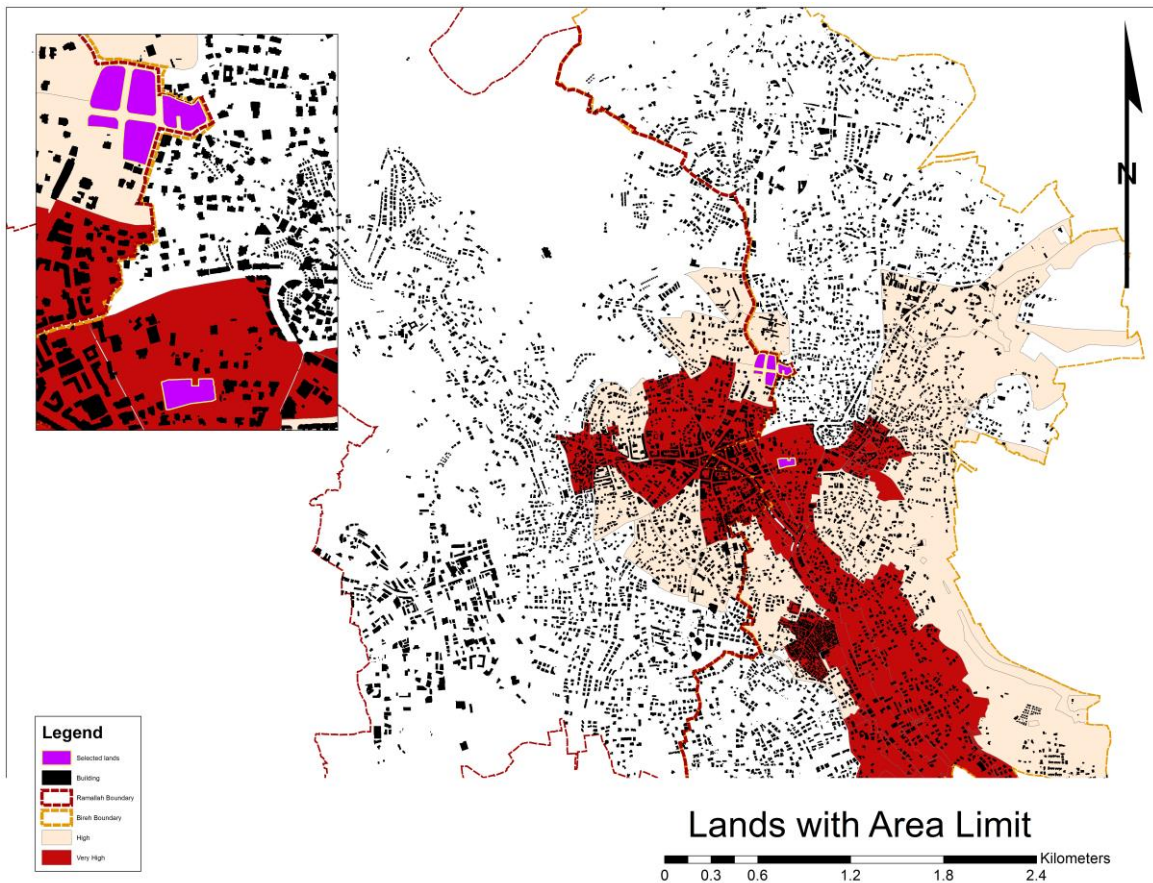 N
Legend
Selected lands
Building
Ramallah Boundary
Bireh Boundary
High
Very High
Lands with Area Limit
Kilometers
0 0.3 0.6 1.2 1.8 2.4